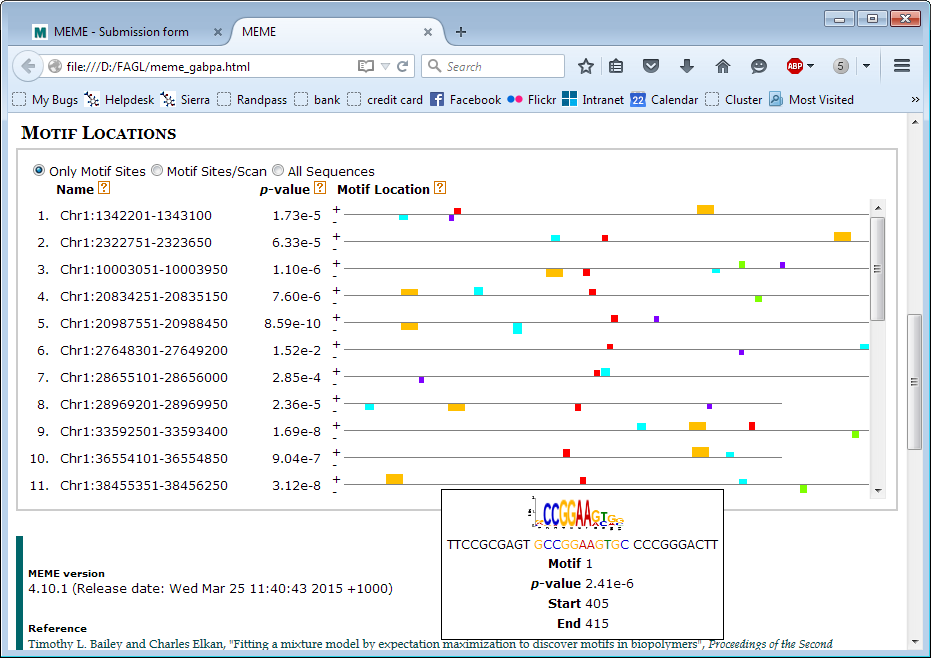 M MEME - Submission form × MEME × +
file:///D:/FAGL/meme_gabpa.html Search ABP 5
My Bugs Helpdesk Sierra Randpass bank credit card Facebook Flickr Intranet 22 Calendar Cluster Most Visited »
MOTIF LOCATIONS
Only Motif Sites Motif Sites/Scan All Sequences
Name ? p-value ? Motif Location ?
1. Chr1:1342201-1343100 1.73e-5 + -
2. Chr1:2322751-2323650 6.33e-5 + -
3. Chr1:10003051-10003950 1.10e-6 + -
4. Chr1:20834251-20835150 7.60e-6 + -
5. Chr1:20987551-20988450 8.59e-10 + -
6. Chr1:27648301-27649200 1.52e-2 + -
7. Chr1:28655101-28656000 2.85e-4 + -
8. Chr1:28969201-28969950 2.36e-5 + -
9. Chr1:33592501-33593400 1.69e-8 + -
10. Chr1:36554101-36554850 9.04e-7 + -
11. Chr1:38455351-38456250 3.12e-8 + -
CCGGAAGT
TTCCGCGAGT GCCGGAAGTGC CCCGGGACTT
Motif 1
p-value 2.41e-6
Start 405
End 415
MEME version
4.10.1 (Release date: Wed Mar 25 11:40:43 2015 +1000)
Reference
Timothy L. Bailey and Charles Elkan, "Fitting a mixture model by expectation maximization to discover motifs in biopolymers", Proceedings of the Second